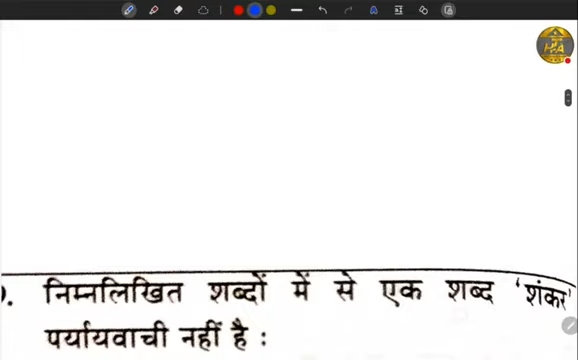 ). निम्नलिखित शब्दों में से एक शब्द 'शंकर'
पर्यायवाची नहीं है :